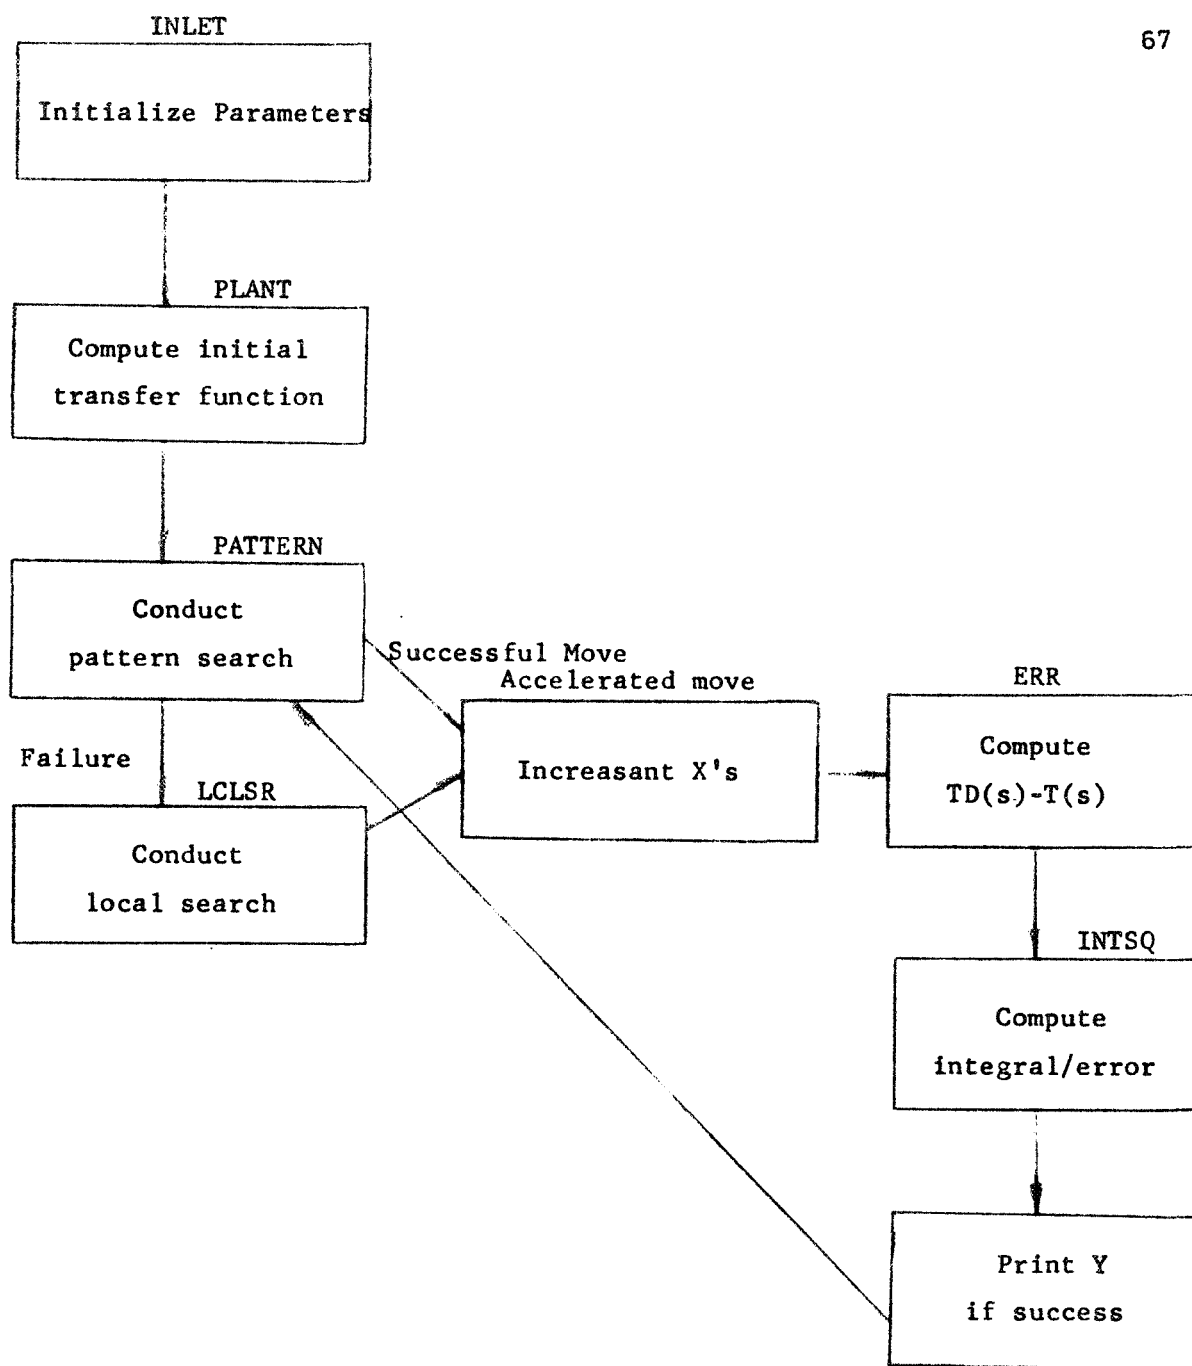 67
INLET
Initialize Parameters
PLANT
Compute initial
transfer function
PATTERN
Conduct
pattern search
Successful Move
Accelerated move
Failure
LCLSR
Conduct
local search
Increasant X's
ERR
Compute
TD(s)-T(s)
INTSQ
Compute
integral/error
Print Y
if success